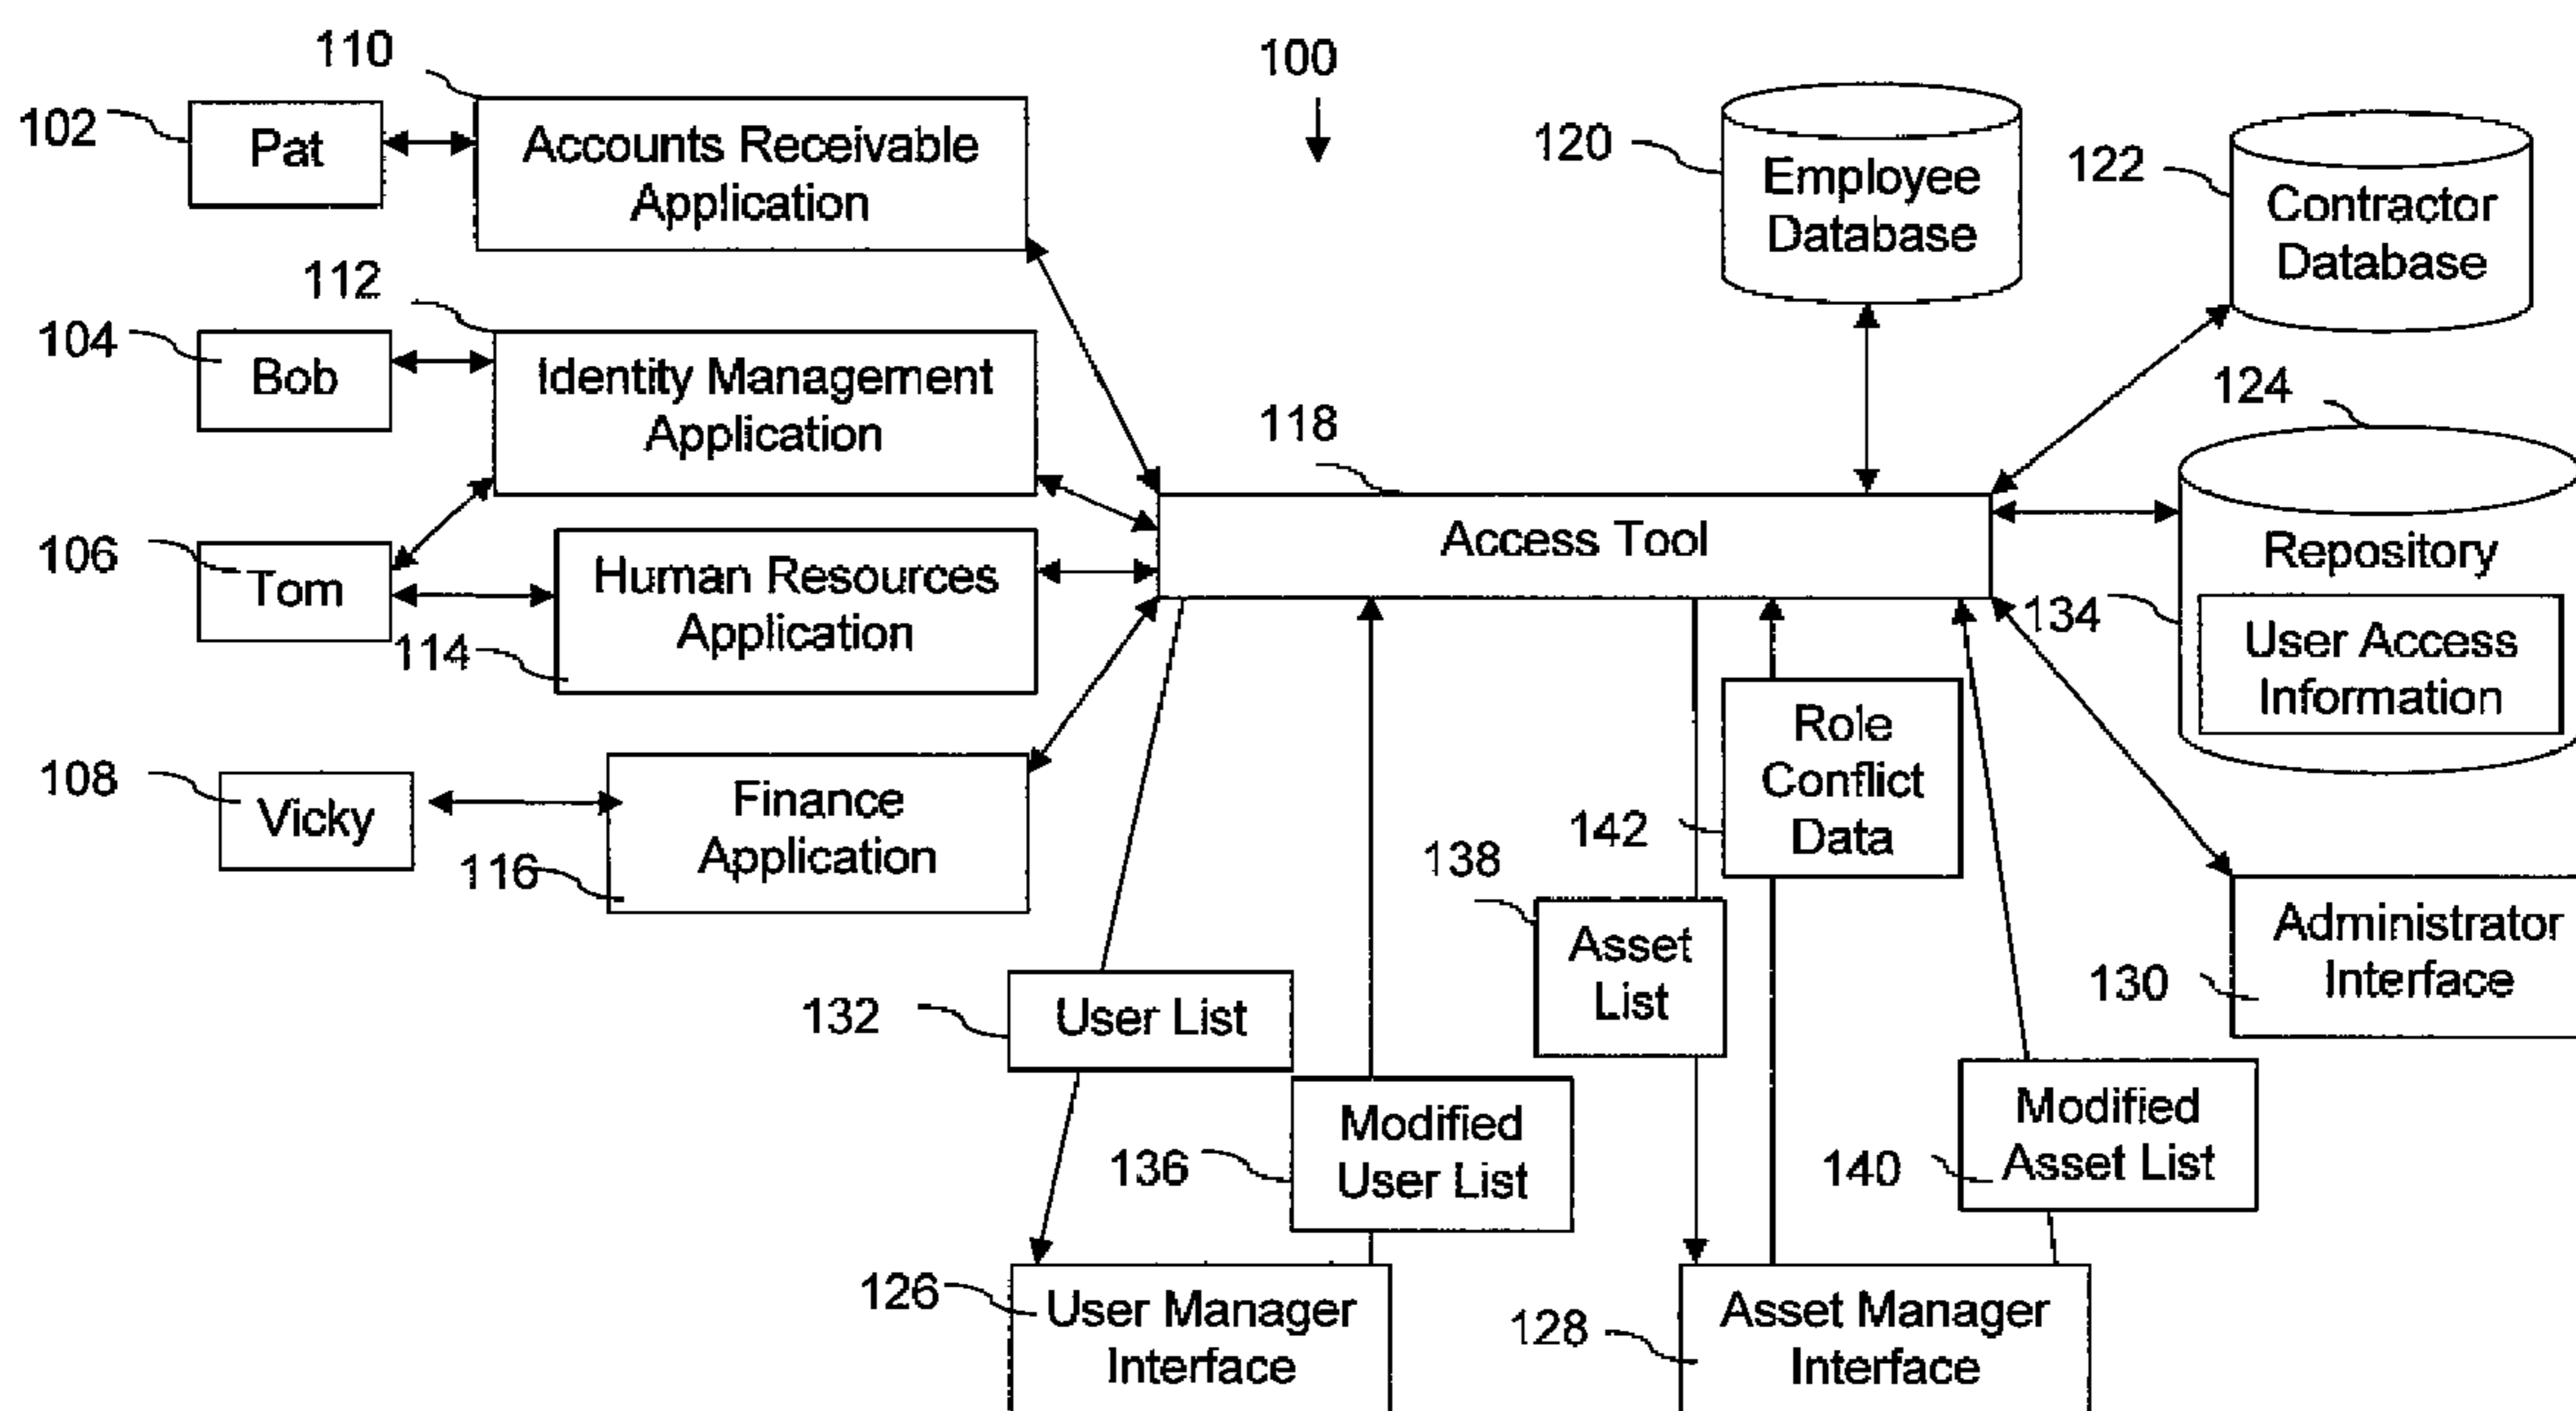 110
100
102
Pat
Accounts Receivable
Application
120
Employee
Database
122
Contractor
Database
112
104
Bob
Identity Management
Application
118
124
106
Tom
Human Resources
Application
114
Access Tool
Repository
134
User Access
Information
108
Vicky
Finance
Application
116
Role
Conflict
Data
142
138
Asset
List
Administrator
Interface
130
132
User List
136
Modified
User List
140
Modified
Asset List
126
User Manager
Interface
128
Asset Manager
Interface